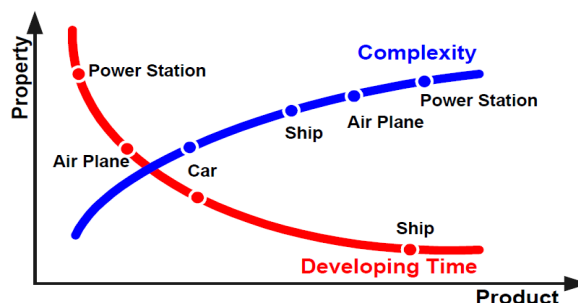 Property
Complexity
Power Station
Power Station
Air Plane
Ship
Air Plane
Car
Ship
Developing Time
Product